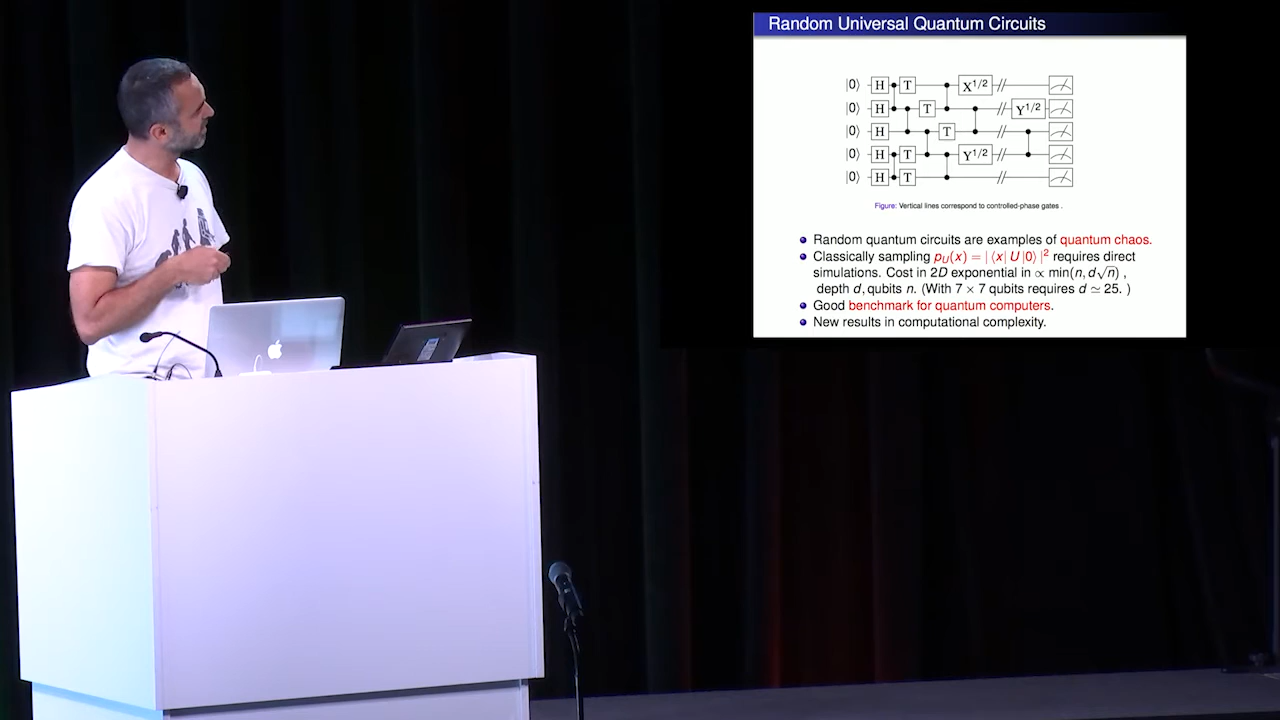 Random Universal Quantum Circuits
|0⟩ H T X^1/2 //
|0⟩ H T // Y^1/2
|0⟩ H T //
|0⟩ H T Y^1/2 //
|0⟩ H T //
Figure: Vertical lines correspond to controlled-phase gates .
Random quantum circuits are examples of quantum chaos.
Classically sampling p_U(x) = |⟨x| U |0⟩|² requires direct
simulations. Cost in 2D exponential in ∝ min(n, d√n) ,
depth d, qubits n. (With 7 × 7 qubits requires d ≃ 25. )
Good benchmark for quantum computers.
New results in computational complexity.